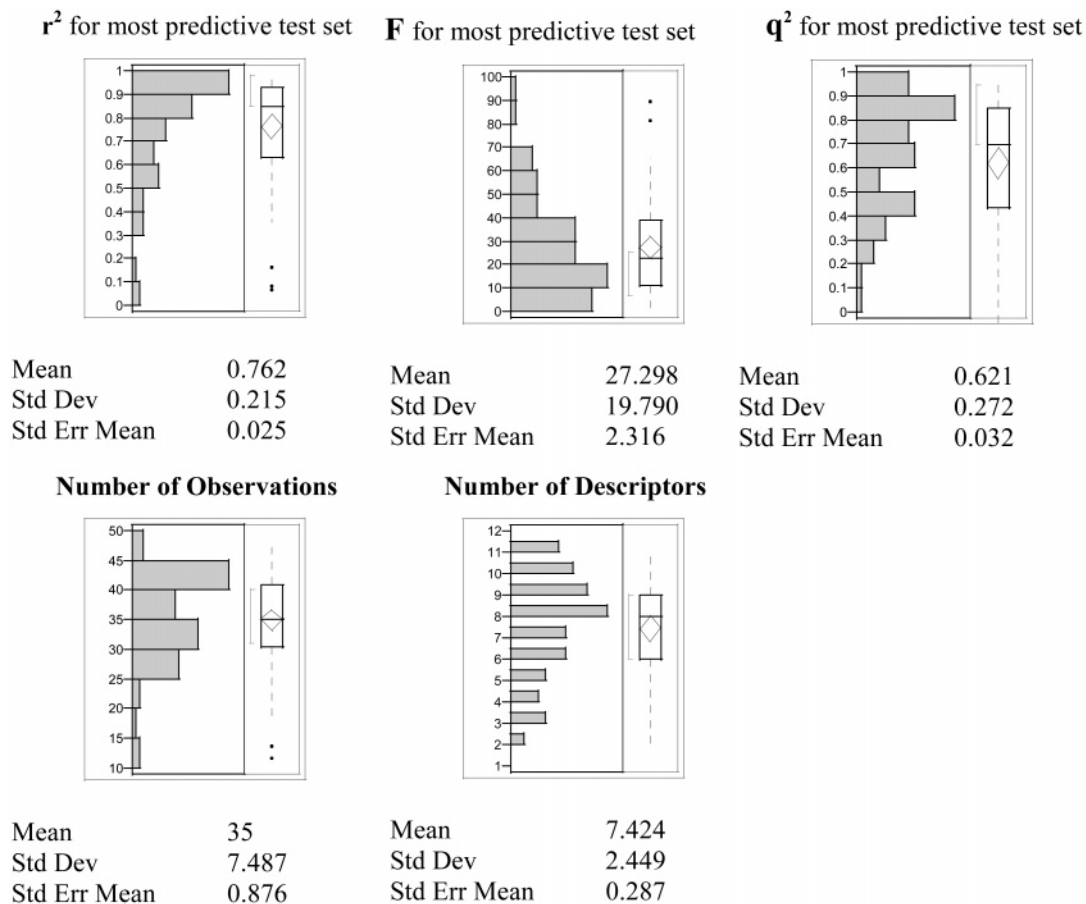 r² for most predictive test set
F for most predictive test set
q² for most predictive test set
1
0.9
0.8
0.7
0.6
0.5
0.4
0.3
0.2
0.1
0
100
90
80
70
60
50
40
30
20
10
0
1
0.9
0.8
0.7
0.6
0.5
0.4
0.3
0.2
0.1
0
Mean 0.762
Std Dev 0.215
Std Err Mean 0.025
Mean 27.298
Std Dev 19.790
Std Err Mean 2.316
Mean 0.621
Std Dev 0.272
Std Err Mean 0.032
Number of Observations
Number of Descriptors
50
45
40
35
30
25
20
15
10
12
11
10
9
8
7
6
5
4
3
2
1
Mean 35
Std Dev 7.487
Std Err Mean 0.876
Mean 7.424
Std Dev 2.449
Std Err Mean 0.287